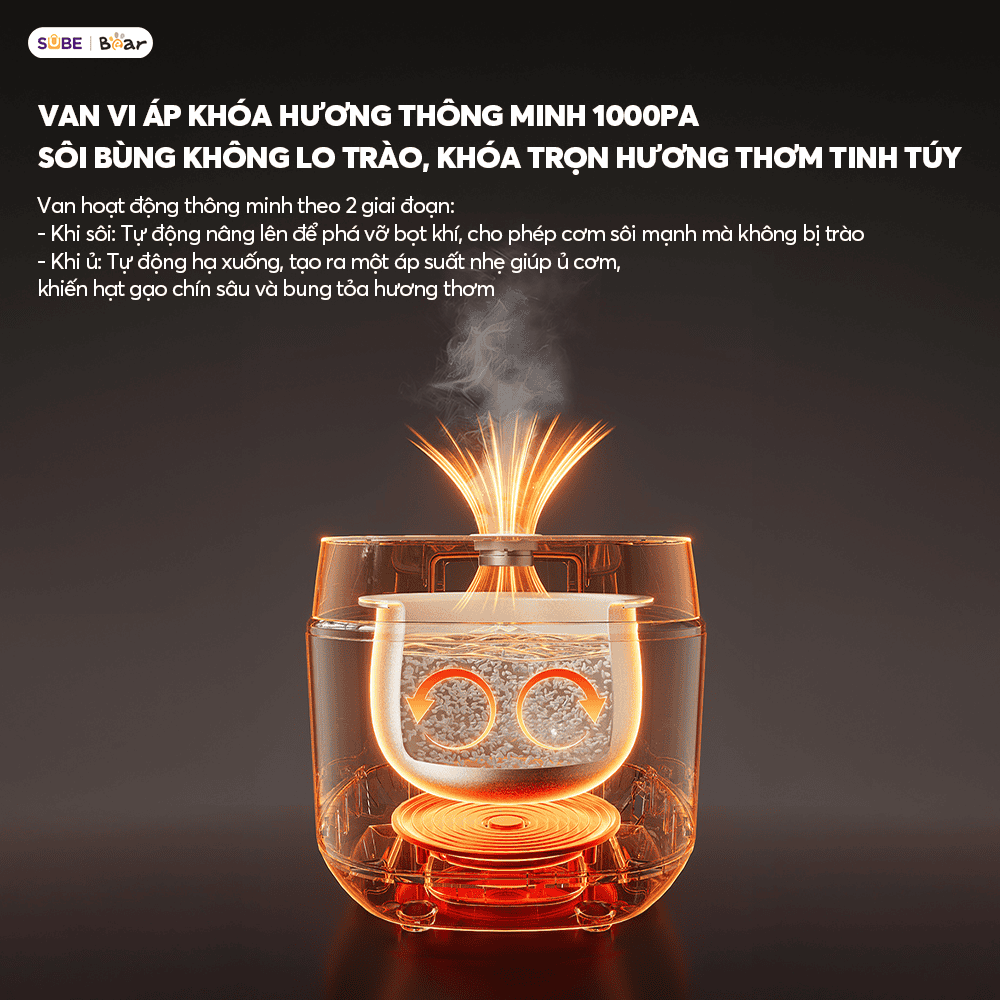 SUBE | Bear
VAN VI ÁP KHÓA HƯƠNG THÔNG MINH 1000PA
SÔI BÙNG KHÔNG LO TRÀO, KHÓA TRỌN HƯƠNG THƠM TINH TÚY
Van hoạt động thông minh theo 2 giai đoạn:
- Khi sôi: Tự động nâng lên để phá vỡ bọt khí, cho phép cơm sôi mạnh mà không bị trào
- Khi ủ: Tự động hạ xuống, tạo ra một áp suất nhẹ giúp ủ cơm,
khiến hạt gạo chín sâu và bung tỏa hương thơm